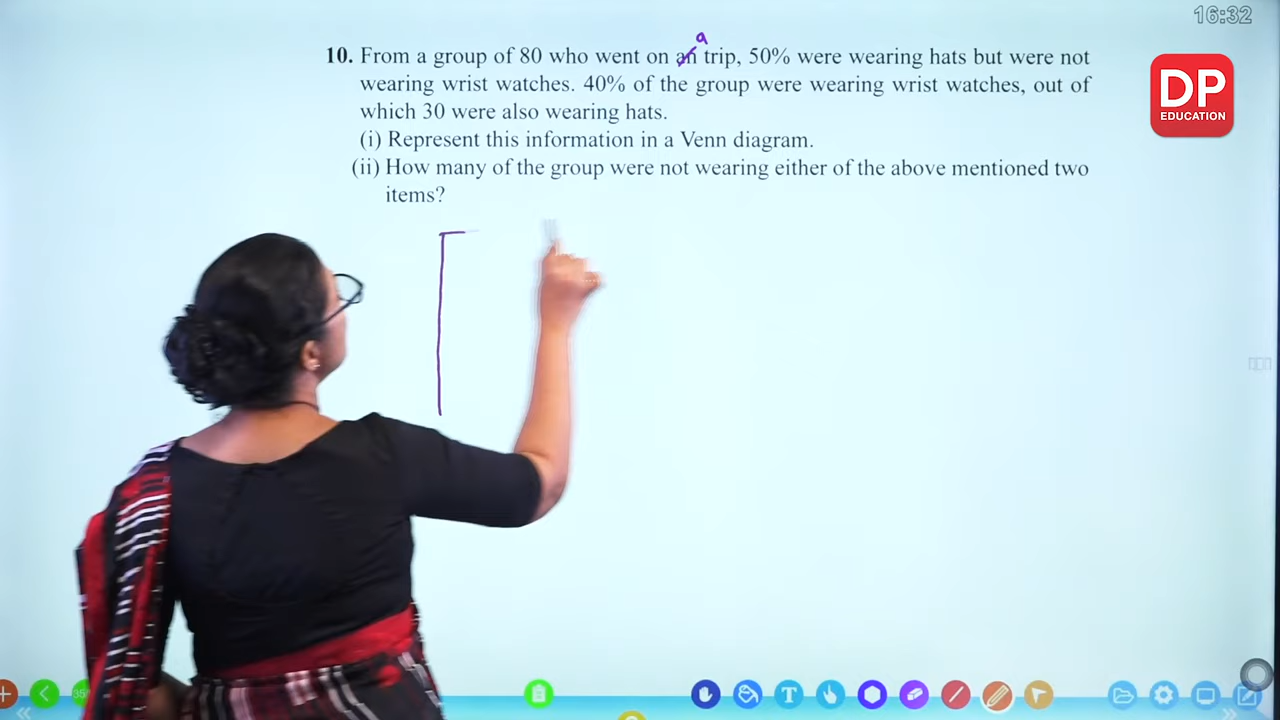 16:32
a
10. From a group of 80 who went on an trip, 50% were wearing hats but were not
wearing wrist watches. 40% of the group were wearing wrist watches, out of
which 30 were also wearing hats.
(i) Represent this information in a Venn diagram.
(ii) How many of the group were not wearing either of the above mentioned two
items?
DP
EDUCATION